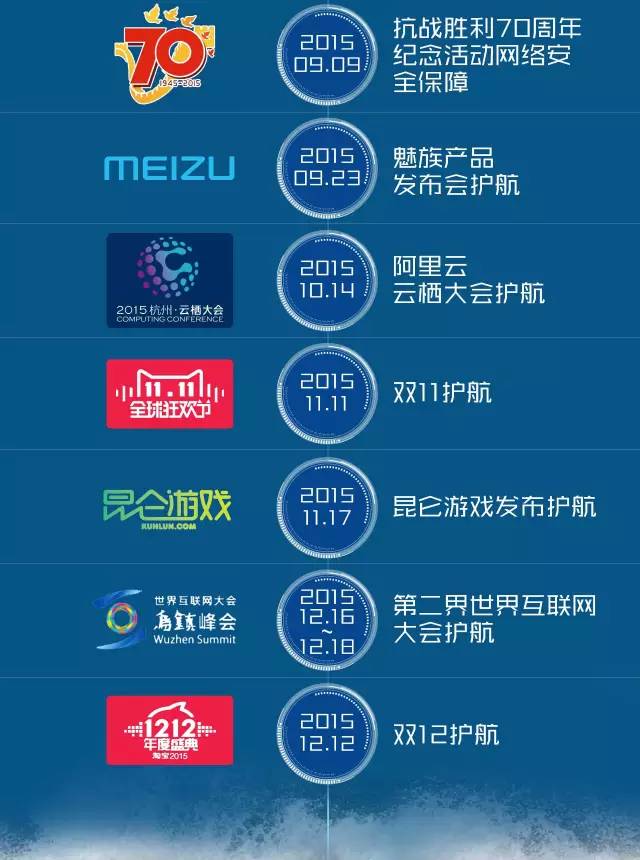 70
1945-2015
2015
09.09
抗战胜利70周年
纪念活动网络安
全保障
MEIZU
2015
09.23
魅族产品
发布会护航
2015杭州·云栖大会
COMPUTING CONFERENCE
2015
10.14
阿里云
云栖大会护航
11.11
全球狂欢节
2015
11.11
双11护航
昆仑游戏
KUNLUN.COM
2015
11.17
昆仑游戏发布护航
世界互联网大会
乌镇峰会
Wuzhen Summit
2015
12.16
~
12.18
第二界世界互联网
大会护航
1212
年度盛典
淘宝2015
2015
12.12
双12护航